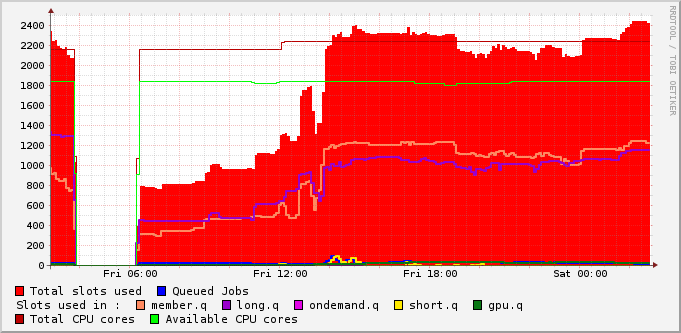 2400
2200
2000
1800
1600
1400
1200
1000
800
600
400
200
0
Fri 06:00 Fri 12:00 Fri 18:00 Sat 00:00
Total slots used Queued Jobs
Slots used in : member.q long.q ondemand.q short.q gpu.q
Total CPU cores Available CPU cores
RRDTOOL / TOBI OETIKER